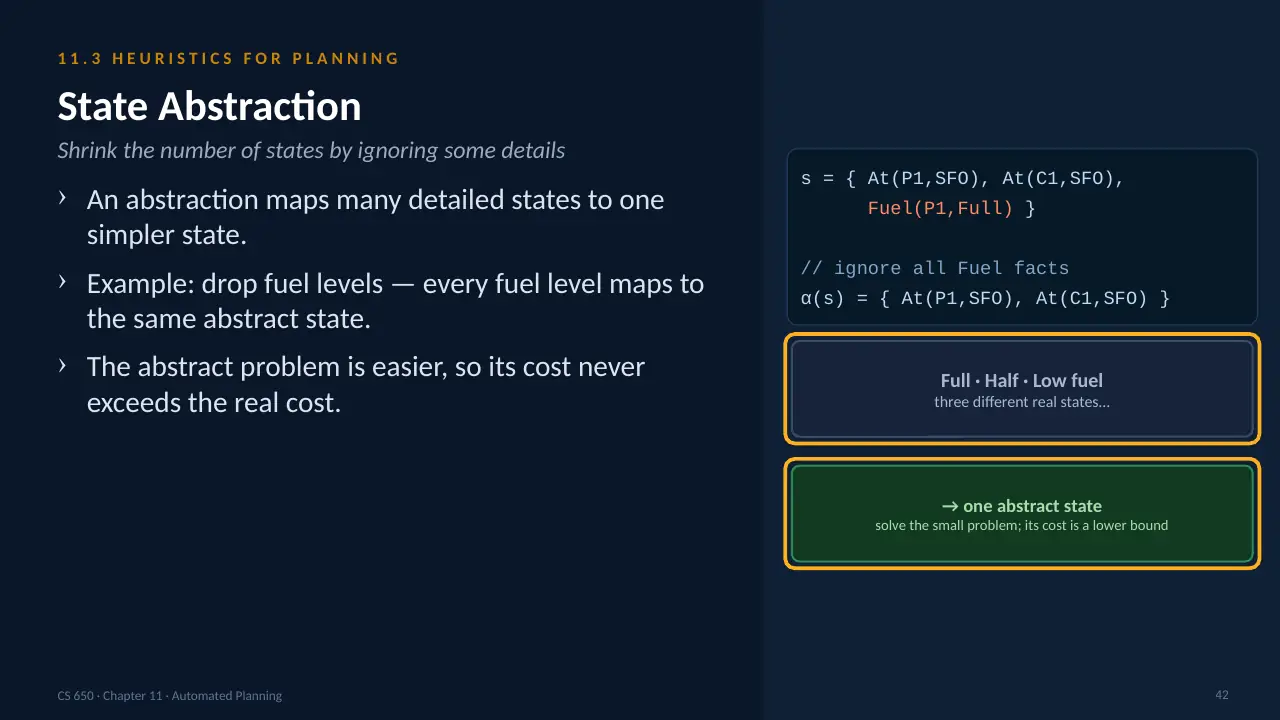 11.3 HEURISTICS FOR PLANNING
State Abstraction
Shrink the number of states by ignoring some details
› An abstraction maps many detailed states to one
simpler state.
› Example: drop fuel levels — every fuel level maps to
the same abstract state.
› The abstract problem is easier, so its cost never
exceeds the real cost.
s = { At(P1,SFO), At(C1,SFO),
Fuel(P1,Full) }
// ignore all Fuel facts
α(s) = { At(P1,SFO), At(C1,SFO) }
Full · Half · Low fuel
three different real states…
→ one abstract state
solve the small problem; its cost is a lower bound
CS 650 · Chapter 11 · Automated Planning
42